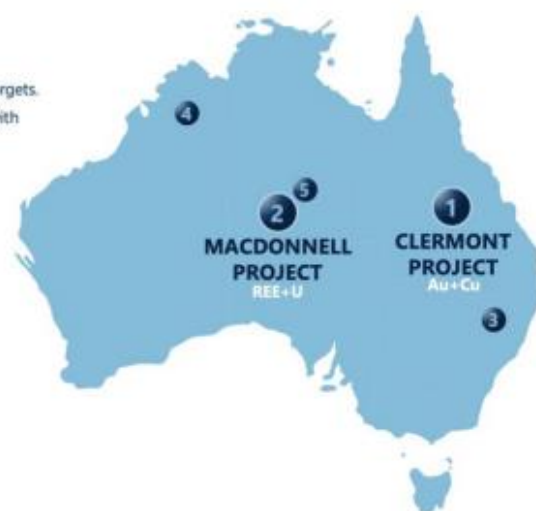 rgets.
ith
4
5
2
1
MACDONNELL
PROJECT
REE+U
CLERMONT
PROJECT
Au+Cu
3